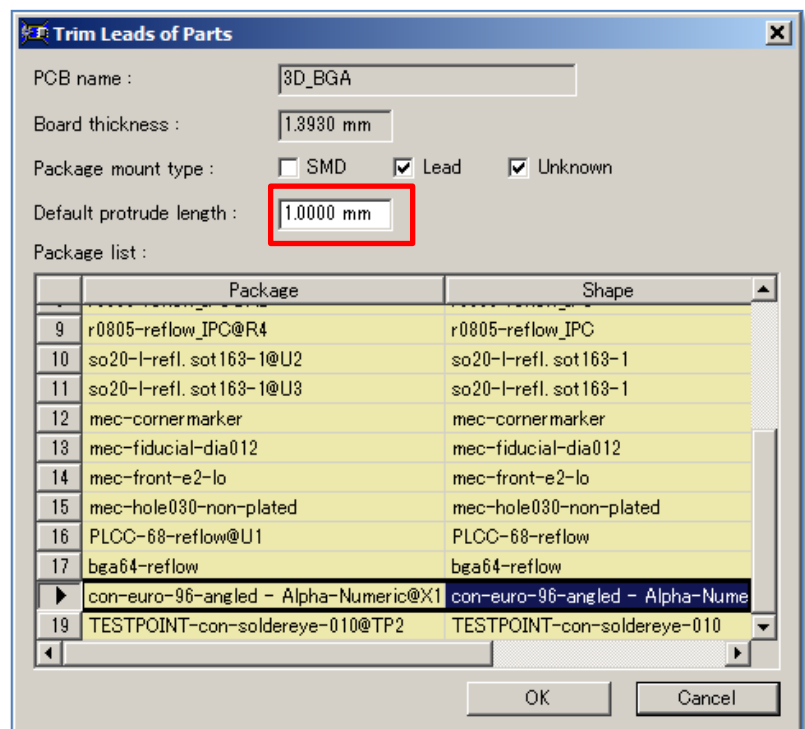 Trim Leads of Parts
PCB name : 3D_BGA
Board thickness : 1.3930 mm
Package mount type : SMD Lead Unknown
Default protrude length : 1.0000 mm
Package list :
Package Shape
9 r0805-reflow_IPC@R4 r0805-reflow_IPC
10 so20-l-refl. sot163-1@U2 so20-l-refl. sot163-1
11 so20-l-refl. sot163-1@U3 so20-l-refl. sot163-1
12 mec-cornermarker mec-cornermarker
13 mec-fiducial-dia012 mec-fiducial-dia012
14 mec-front-e2-lo mec-front-e2-lo
15 mec-hole030-non-plated mec-hole030-non-plated
16 PLCC-68-reflow@U1 PLCC-68-reflow
17 bga64-reflow bga64-reflow
con-euro-96-angled - Alpha-Numeric@X1 con-euro-96-angled - Alpha-Nume
19 TESTPOINT-con-soldereye-010@TP2 TESTPOINT-con-soldereye-010
OK Cancel